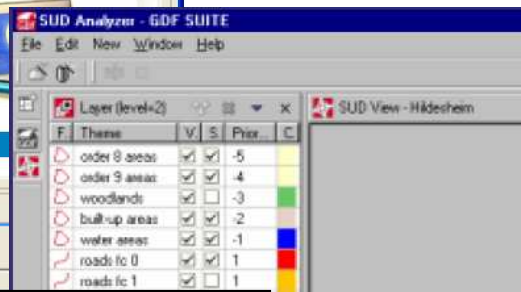 SUD Analyzer - GDF SUITE
File Edit New Window Help
Layer (level=2)
SUD View - Hildesheim
F. Theme V. S. Prior... C.
order 8 areas -5
order 9 areas -4
woodlands -3
built-up areas -2
water areas -1
roads fc 0 1
roads fc 1 1